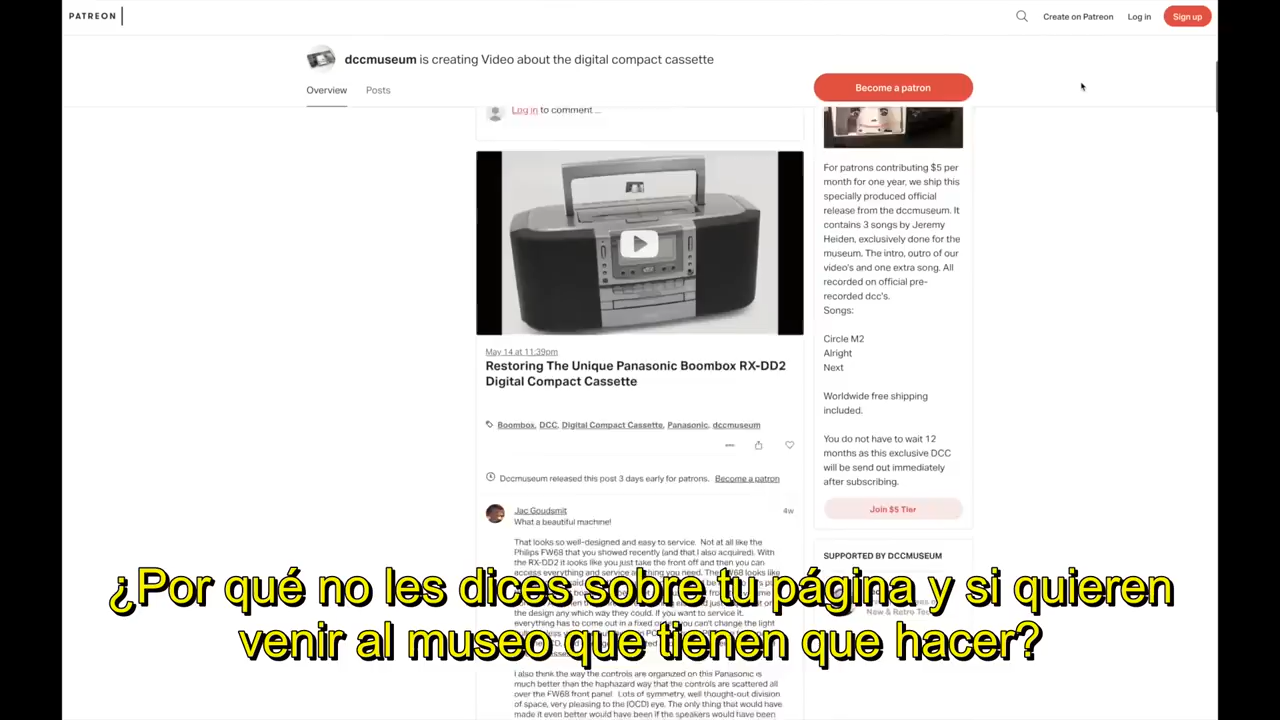 PATREON
Create on Patreon
Log in
Sign up
dccmuseum is creating Video about the digital compact cassette
Overview
Posts
Become a patron
Log in to comment ...
May 14 at 11:39pm
Restoring The Unique Panasonic Boombox RX-DD2
Digital Compact Cassette
Boombox, DCC, Digital Compact Cassette, Panasonic, dccmuseum
Dccmuseum released this post 3 days early for patrons. Become a patron
Jac Goudsmit
4w
What a beautiful machine!
That looks so well-designed and easy to service. Not at all like the
Philips FW68 that you showed recently (and that I also acquired). With
the RX-DD2 it looks like you just take the front off and then you can
I also think the way the controls are organized on this Panasonic is
much better than the haphazard way that the controls are scattered all
over the FW68 front panel. Lots of symmetry, well thought-out division
of space, very pleasing to the (OCD) eye. The only thing that would have
made it even better would have been if the speakers would have been
For patrons contributing $5 per
month for one year, we ship this
specially produced official
release from the dccmuseum. It
contains 3 songs by Jeremy
Heiden, exclusively done for the
museum. The intro, outro of our
video's and one extra song. All
recorded on official pre-
recorded dcc's.
Songs:
Circle M2
Alright
Next
Worldwide free shipping
included.
You do not have to wait 12
months as this exclusive DCC
will be send out immediately
after subscribing.
Join $5 Tier
SUPPORTED BY DCCMUSEUM
New & Retro
¿Por qué no les dices sobre tu página y si quieren
venir al museo que tienen que hacer?